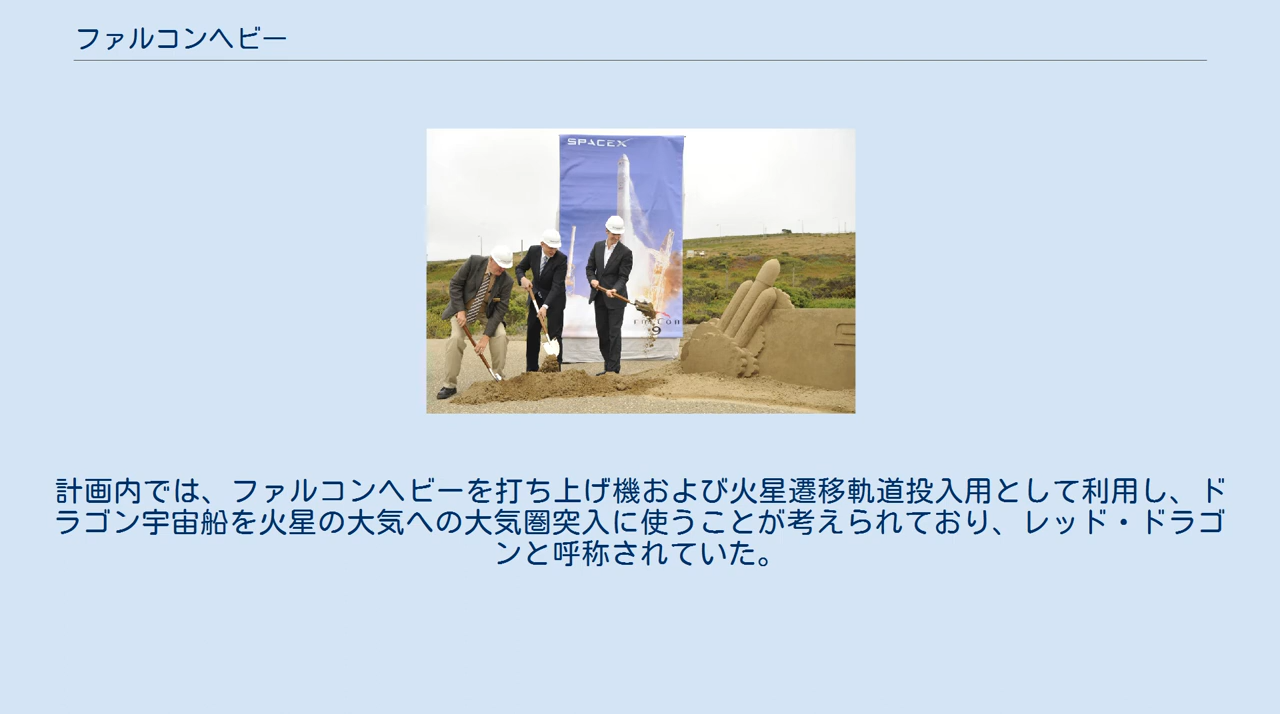 ファルコンヘビー
SPACEX
FALCON
9
計画内では、ファルコンヘビーを打ち上げ機および火星遷移軌道投入用として利用し、ド
ラゴン宇宙船を火星の大気への大気圏突入に使うことが考えられており、レッド・ドラゴ
ンと呼称されていた。